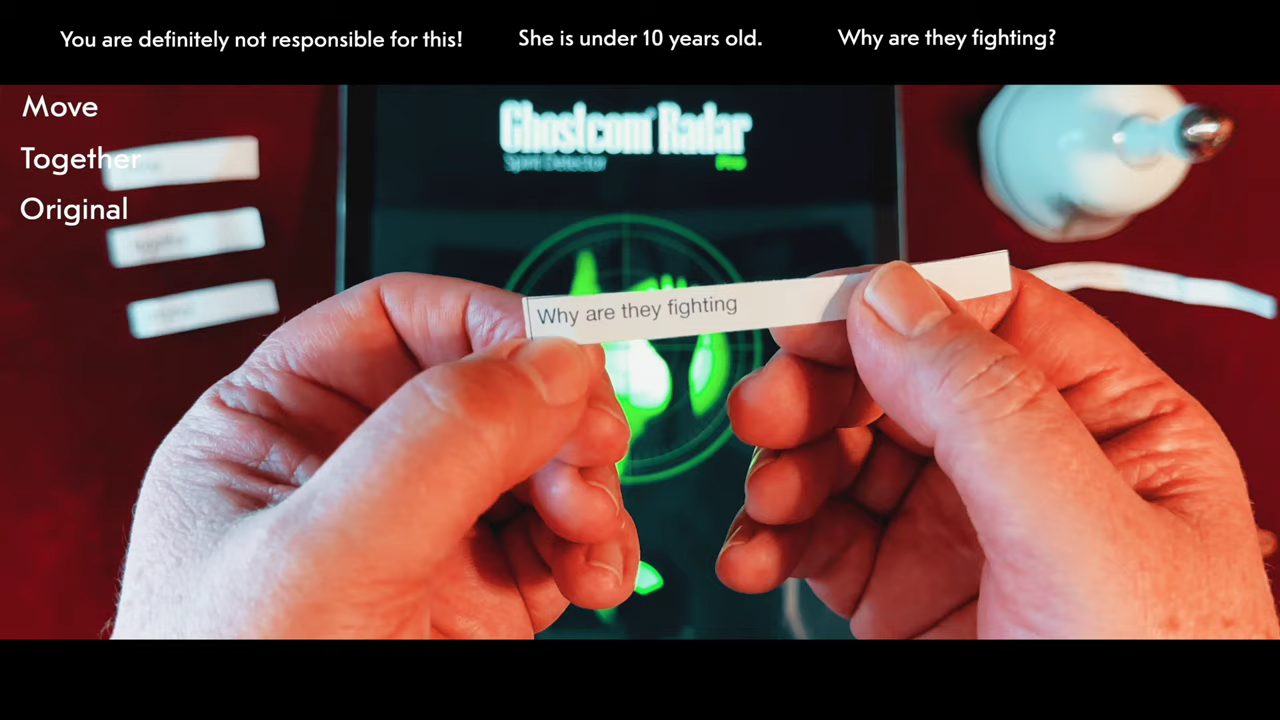 You are definitely not responsible for this! She is under 10 years old. Why are they fighting?
Move
Together
Original
Ghostcom Radar
Spirit Detector Pro
Why are they fighting